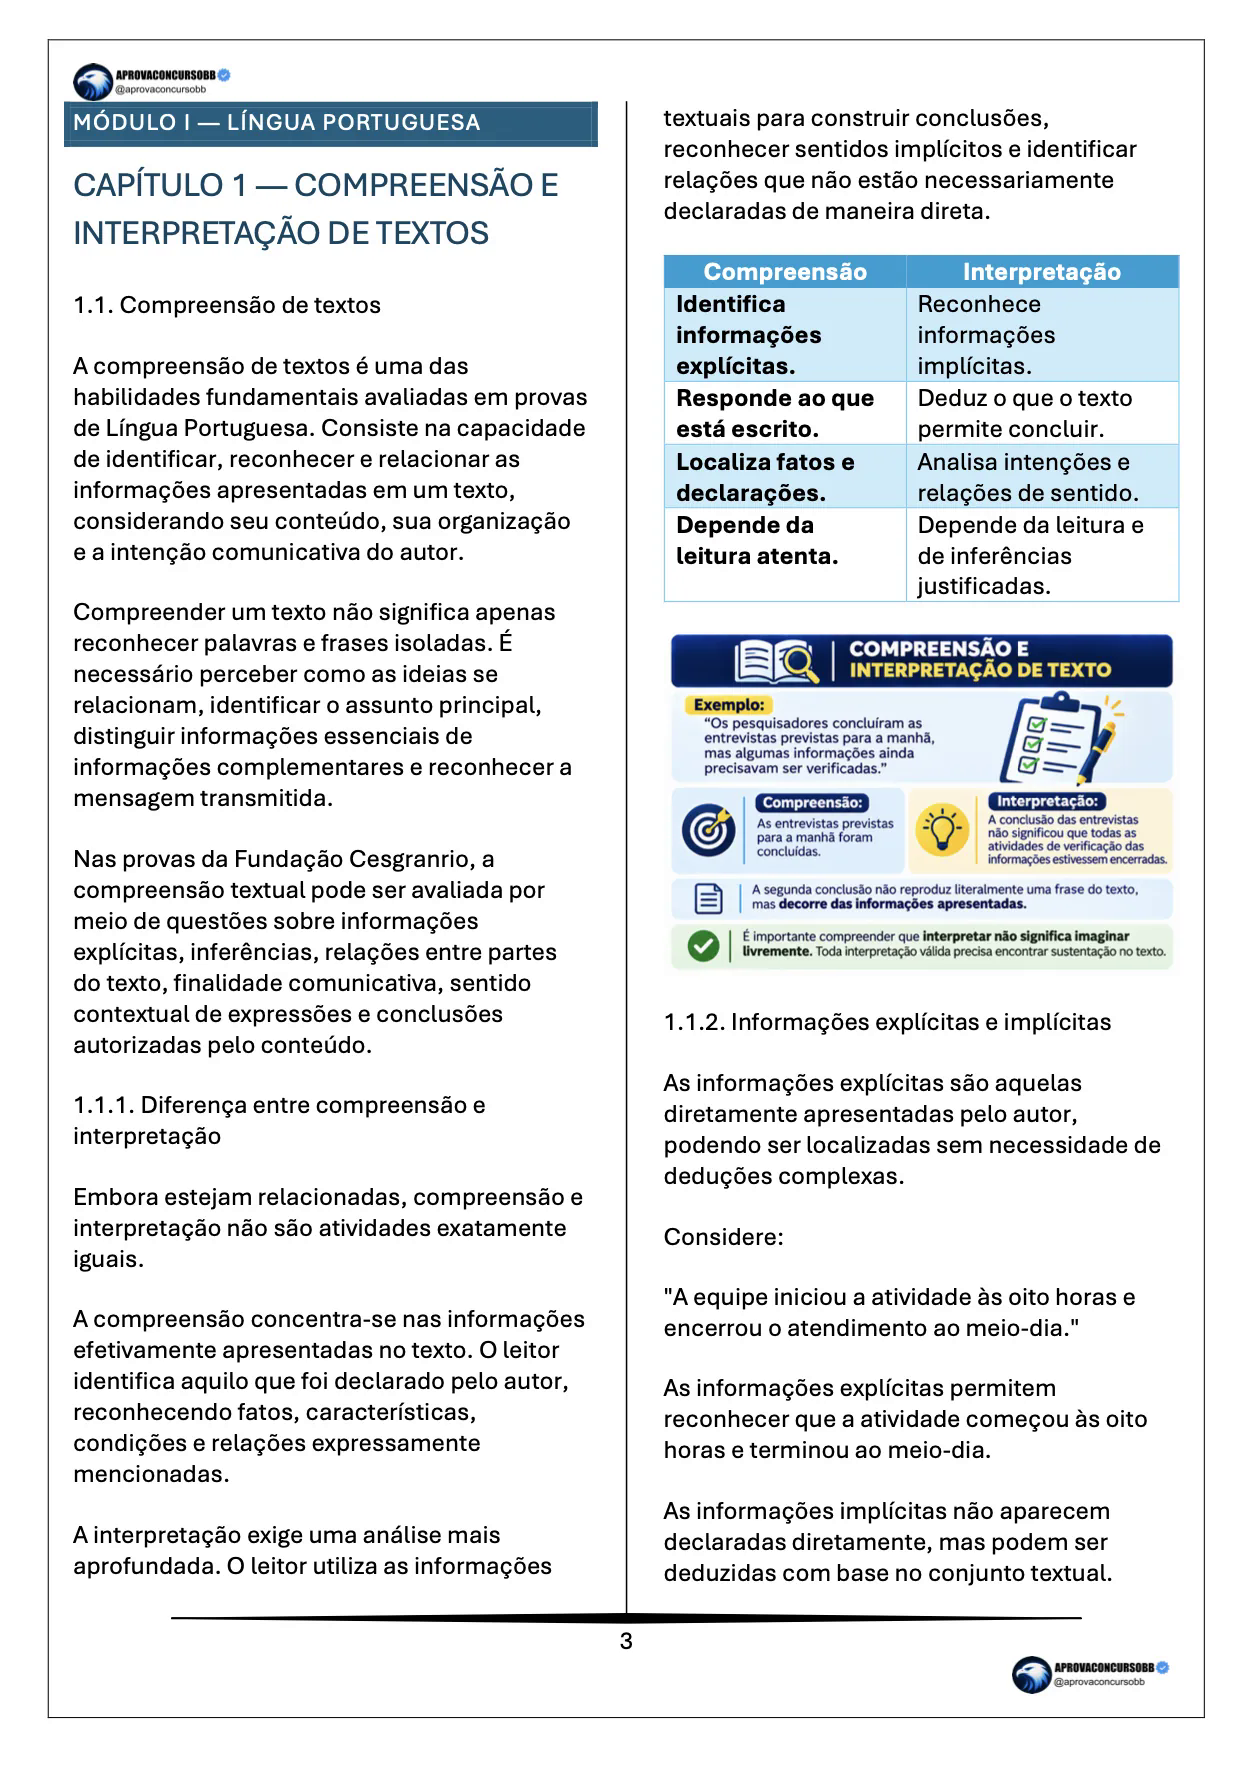 APROVACONCURSOBB
@aprovaconcursobb
MÓDULO I — LÍNGUA PORTUGUESA
CAPÍTULO 1 — COMPREENSÃO E
INTERPRETAÇÃO DE TEXTOS
1.1. Compreensão de textos
A compreensão de textos é uma das
habilidades fundamentais avaliadas em provas
de Língua Portuguesa. Consiste na capacidade
de identificar, reconhecer e relacionar as
informações apresentadas em um texto,
considerando seu conteúdo, sua organização
e a intenção comunicativa do autor.
Compreender um texto não significa apenas
reconhecer palavras e frases isoladas. É
necessário perceber como as ideias se
relacionam, identificar o assunto principal,
distinguir informações essenciais de
informações complementares e reconhecer a
mensagem transmitida.
Nas provas da Fundação Cesgranrio, a
compreensão textual pode ser avaliada por
meio de questões sobre informações
explícitas, inferências, relações entre partes
do texto, finalidade comunicativa, sentido
contextual de expressões e conclusões
autorizadas pelo conteúdo.
1.1.1. Diferença entre compreensão e
interpretação
Embora estejam relacionadas, compreensão e
interpretação não são atividades exatamente
iguais.
A compreensão concentra-se nas informações
efetivamente apresentadas no texto. O leitor
identifica aquilo que foi declarado pelo autor,
reconhecendo fatos, características,
condições e relações expressamente
mencionadas.
A interpretação exige uma análise mais
aprofundada. O leitor utiliza as informações
textuais para construir conclusões,
reconhecer sentidos implícitos e identificar
relações que não estão necessariamente
declaradas de maneira direta.
Compreensão
Interpretação
Identifica
informações
explícitas.
Reconhece
informações
implícitas.
Responde ao que
está escrito.
Deduz o que o texto
permite concluir.
Localiza fatos e
declarações.
Analisa intenções e
relações de sentido.
Depende da
leitura atenta.
Depende da leitura e
de inferências
justificadas.
COMPREENSÃO E
INTERPRETAÇÃO DE TEXTO
Exemplo:
“Os pesquisadores concluíram as
entrevistas previstas para a manhã,
mas algumas informações ainda
precisavam ser verificadas.”
Compreensão:
As entrevistas previstas
para a manhã foram
concluídas.
Interpretação:
A conclusão das entrevistas
não significou que todas as
atividades de verificação das
informações estivessem encerradas.
A segunda conclusão não reproduz literalmente uma frase do texto,
mas decorre das informações apresentadas.
É importante compreender que interpretar não significa imaginar
livremente. Toda interpretação válida precisa encontrar sustentação no texto.
1.1.2. Informações explícitas e implícitas
As informações explícitas são aquelas
diretamente apresentadas pelo autor,
podendo ser localizadas sem necessidade de
deduções complexas.
Considere:
"A equipe iniciou a atividade às oito horas e
encerrou o atendimento ao meio-dia."
As informações explícitas permitem
reconhecer que a atividade começou às oito
horas e terminou ao meio-dia.
As informações implícitas não aparecem
declaradas diretamente, mas podem ser
deduzidas com base no conjunto textual.
3
APROVACONCURSOBB
@aprovaconcursobb